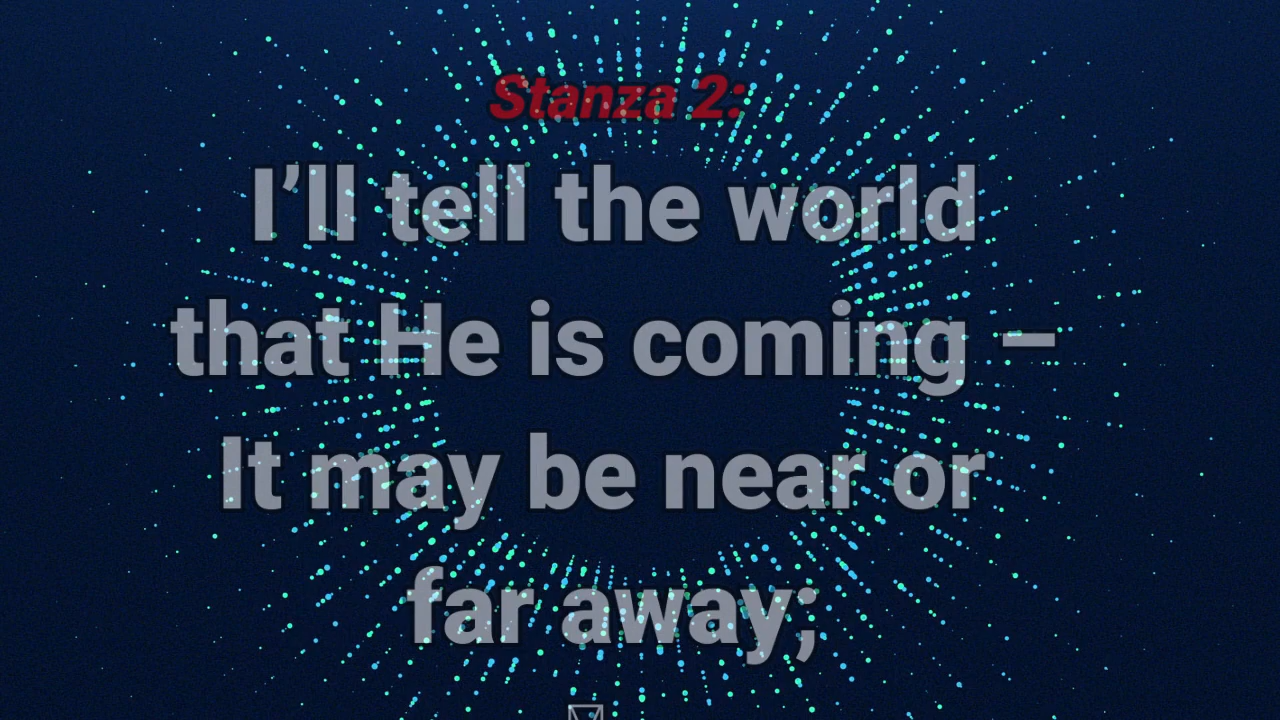 Stanza 2:
I’ll tell the world
that He is coming –
It may be near or
far away;